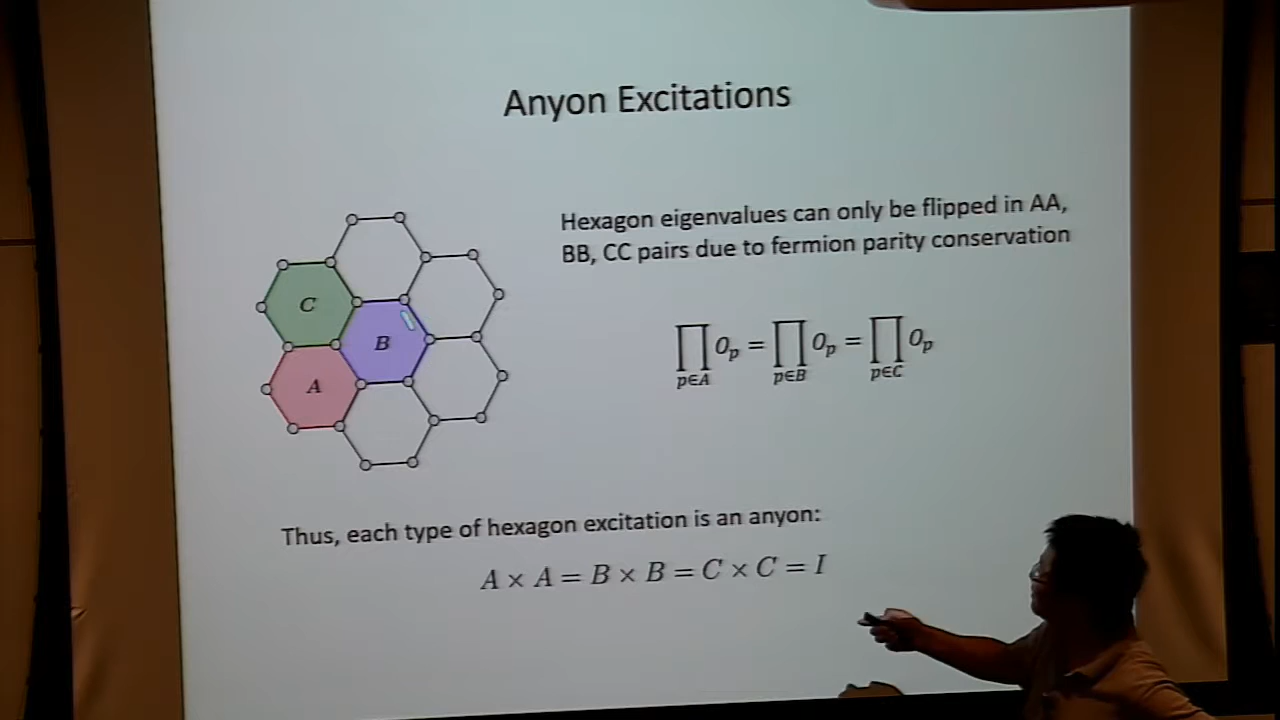 Anyon Excitations
Hexagon eigenvalues can only be flipped in AA,
BB, CC pairs due to fermion parity conservation
C
B
A
∏ O_p = ∏ O_p = ∏ O_p
p∈A p∈B p∈C
Thus, each type of hexagon excitation is an anyon:
A × A = B × B = C × C = I